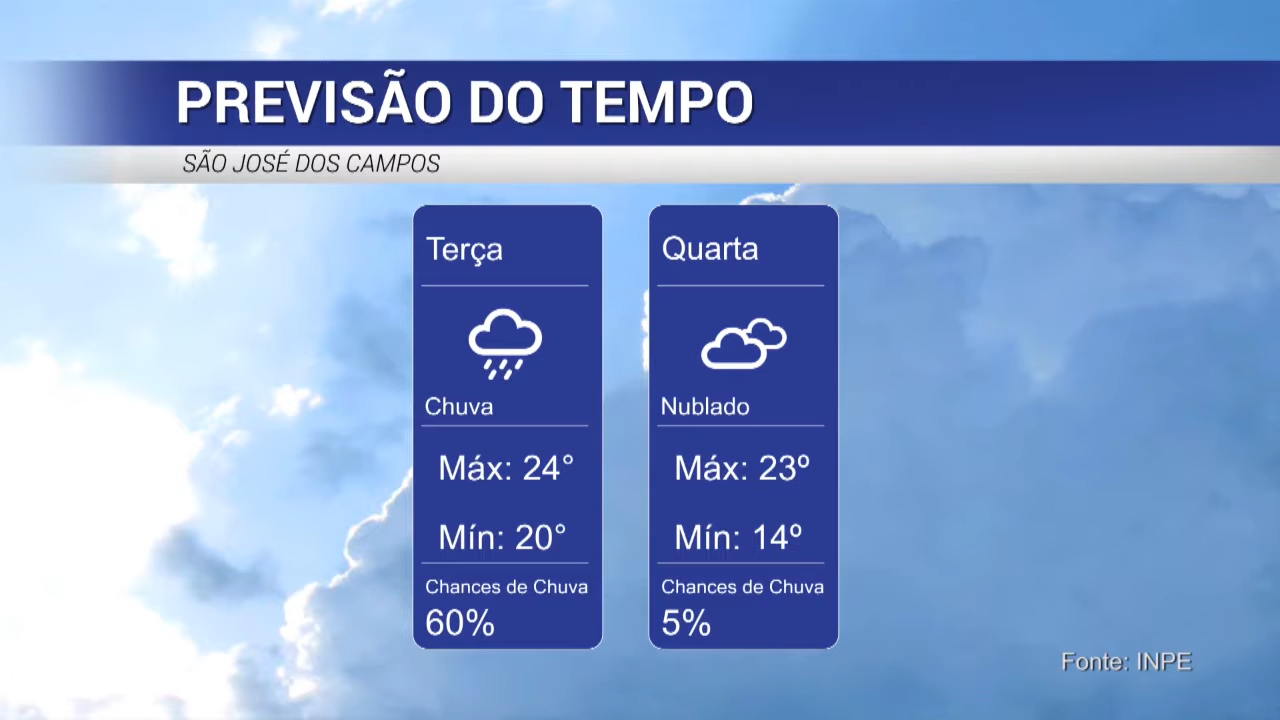 PREVISÃO DO TEMPO
SÃO JOSÉ DOS CAMPOS
Terça
Chuva
Máx: 24°
Mín: 20°
Chances de Chuva
60%
Quarta
Nublado
Máx: 23º
Mín: 14º
Chances de Chuva
5%
Fonte: INPE